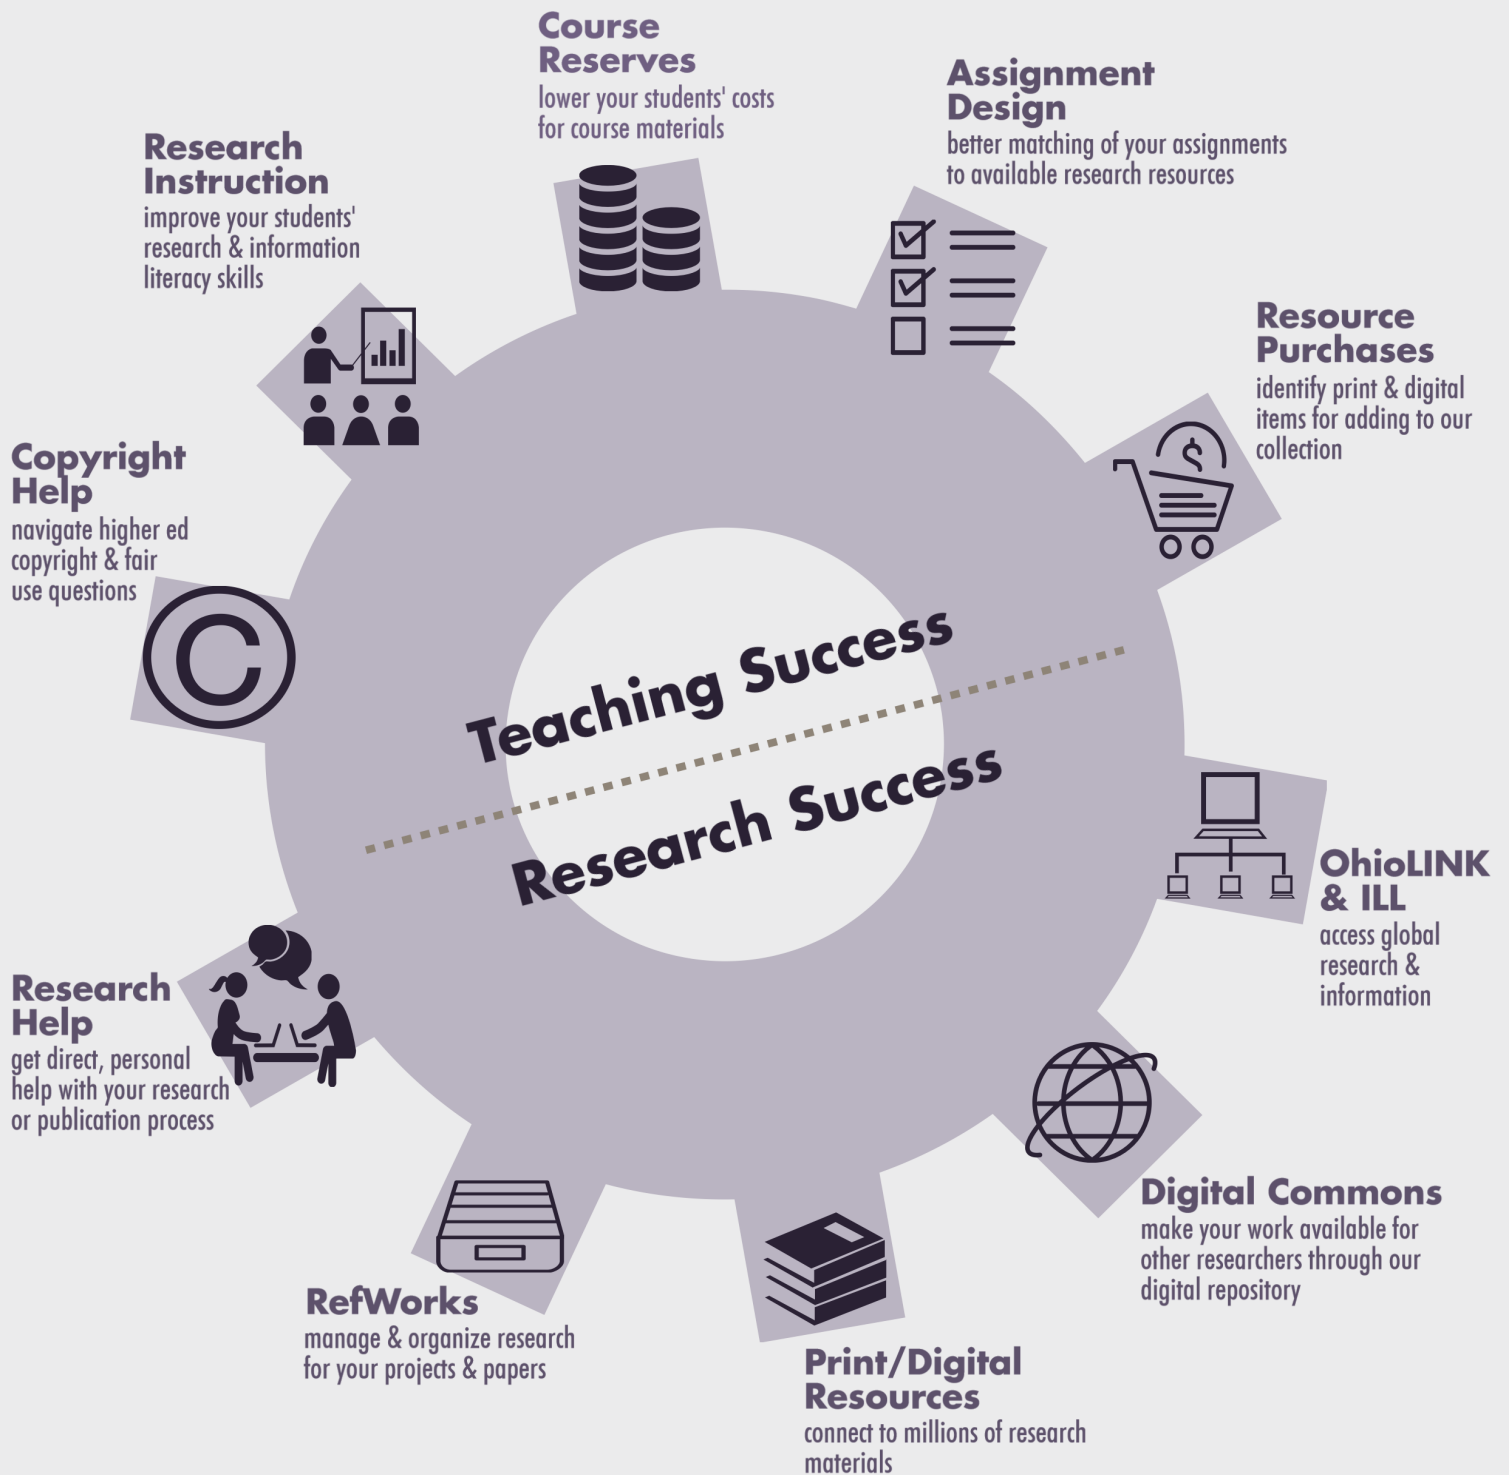 Course
Reserves
lower your students' costs
for course materials
Assignment
Design
better matching of your assignments
to available research resources
Research
Instruction
improve your students'
research & information
literacy skills
Resource
Purchases
identify print & digital
items for adding to our
collection
$
Copyright
Help
navigate higher ed
copyright & fair
use questions
C
Teaching Success
Research Success
OhioLINK
& ILL
access global
research &
information
Research
Help
get direct, personal
help with your research
or publication process
Digital Commons
make your work available for
other researchers through our
digital repository
RefWorks
manage & organize research
for your projects & papers
Print/Digital
Resources
connect to millions of research
materials